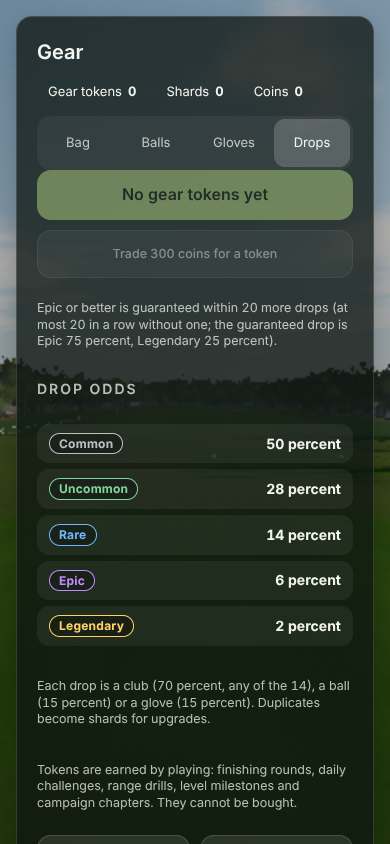 Gear
Gear tokens 0 Shards 0 Coins 0
Bag Balls Gloves Drops
No gear tokens yet
Trade 300 coins for a token
Epic or better is guaranteed within 20 more drops (at
most 20 in a row without one; the guaranteed drop is
Epic 75 percent, Legendary 25 percent).
DROP ODDS
Common 50 percent
Uncommon 28 percent
Rare 14 percent
Epic 6 percent
Legendary 2 percent
Each drop is a club (70 percent, any of the 14), a ball
(15 percent) or a glove (15 percent). Duplicates
become shards for upgrades.
Tokens are earned by playing: finishing rounds, daily
challenges, range drills, level milestones and
campaign chapters. They cannot be bought.